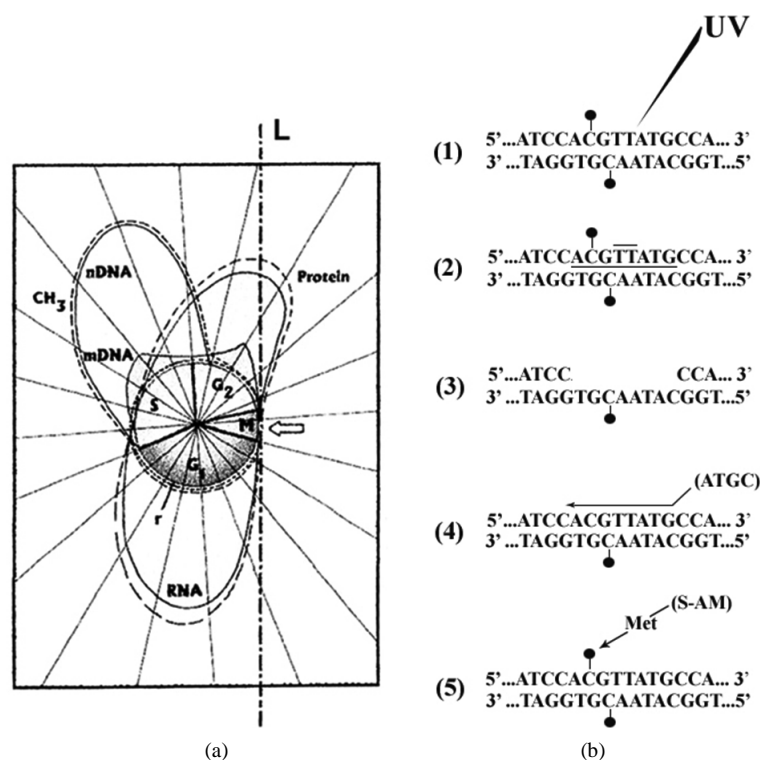 L
nDNA
Protein
CH3
mDNA
G2
S
M
G1
r
RNA
(a)
UV
(1)
5’...ATCCACGTTATGCCA... 3’
3’ ...TAGGTGCAATACGGT...5’
(2)
5’...ATCCACGTTATGCCA... 3’
3’ ...TAGGTGCAATACGGT...5’
(3)
5’ ...ATCC CCA... 3’
3’ ...TAGGTGCAATACGGT...5’
(ATGC)
(4)
5’...ATCCACGTTATGCCA... 3’
3’ ...TAGGTGCAATACGGT...5’
(S-AM)
Met
(5)
5’...ATCCACGTTATGCCA... 3’
3’ ...TAGGTGCAATACGGT...5’
(b)